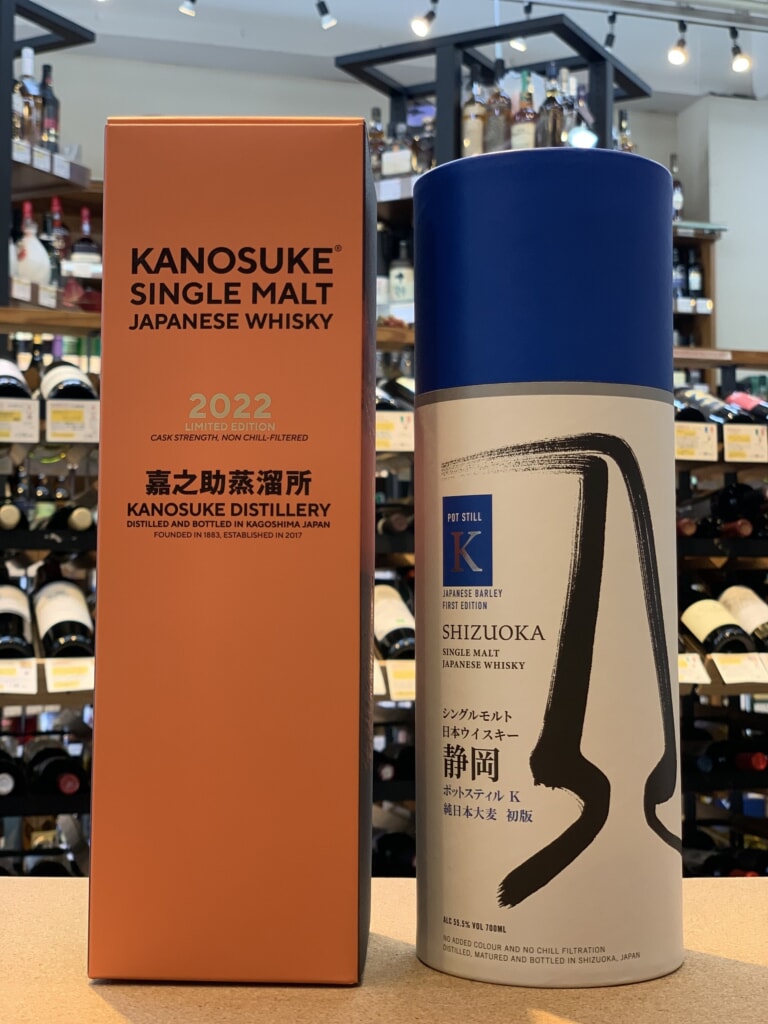 KANOSUKE®
SINGLE MALT
JAPANESE WHISKY
2022
LIMITED EDITION
CASK STRENGTH, NON CHILL-FILTERED
嘉之助蒸溜所
KANOSUKE DISTILLERY
DISTILLED AND BOTTLED IN KAGOSHIMA JAPAN
FOUNDED IN 1883, ESTABLISHED IN 2017
POT STILL
K
JAPANESE BARLEY
FIRST EDITION
SHIZUOKA
SINGLE MALT
JAPANESE WHISKY
シングルモルト
日本ウイスキー
静岡
ポットスティル K
純日本大麦 初版
ALC 55.5% VOL 700ML
NO ADDED COLOUR AND NO CHILL FILTRATION
DISTILLED, MATURED AND BOTTLED IN SHIZUOKA, JAPAN